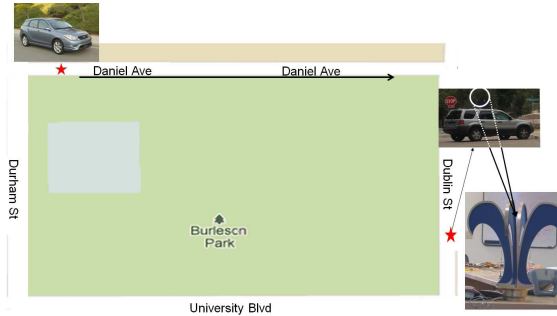 Daniel Ave
Daniel Ave
STOP
Durham St
Dublin St
Burleson
Park
University Blvd